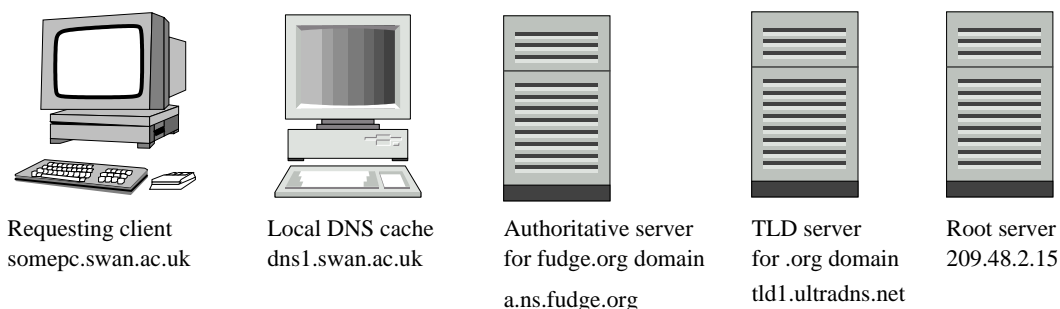 Requesting client
somepc.swan.ac.uk
Local DNS cache
dns1.swan.ac.uk
Authoritative server
for fudge.org domain
a.ns.fudge.org
TLD server
for .org domain
tld1.ultradns.net
Root server
209.48.2.15